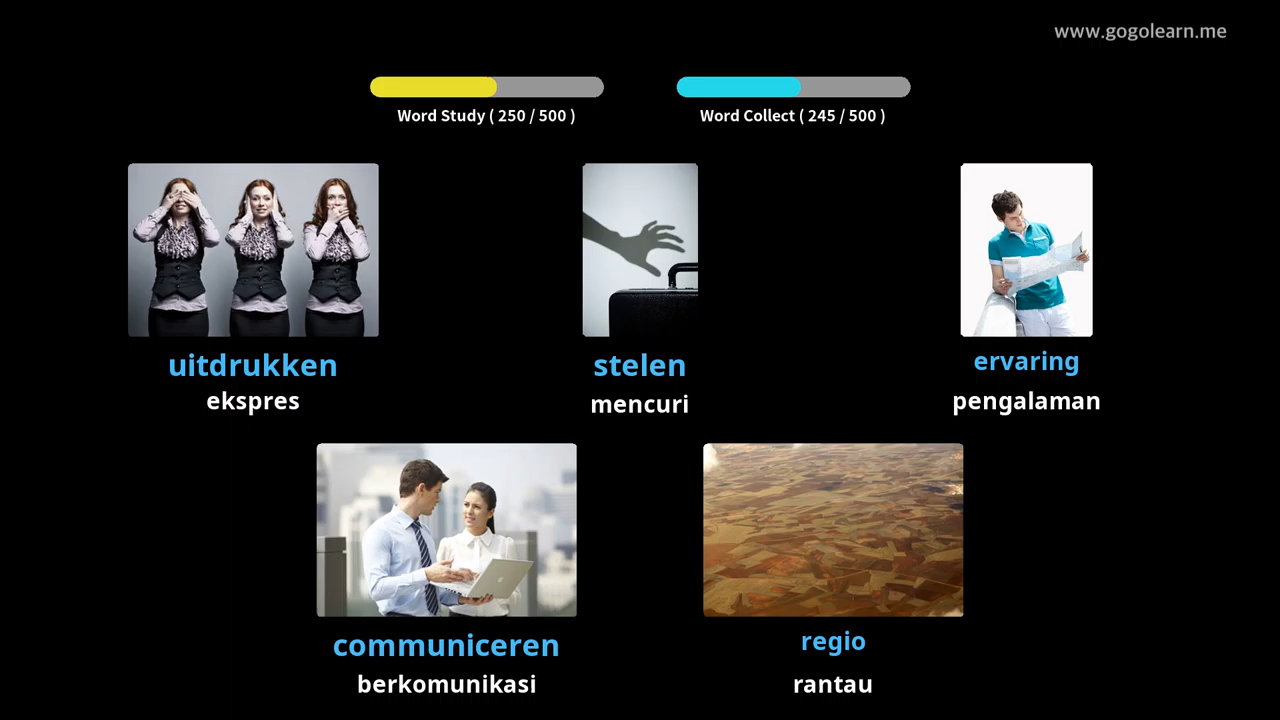 www.gogolearn.me
Word Study ( 250 / 500 )
Word Collect ( 245 / 500 )
uitdrukken
ekspres
stelen
mencuri
ervaring
pengalaman
communiceren
berkomunikasi
regio
rantau